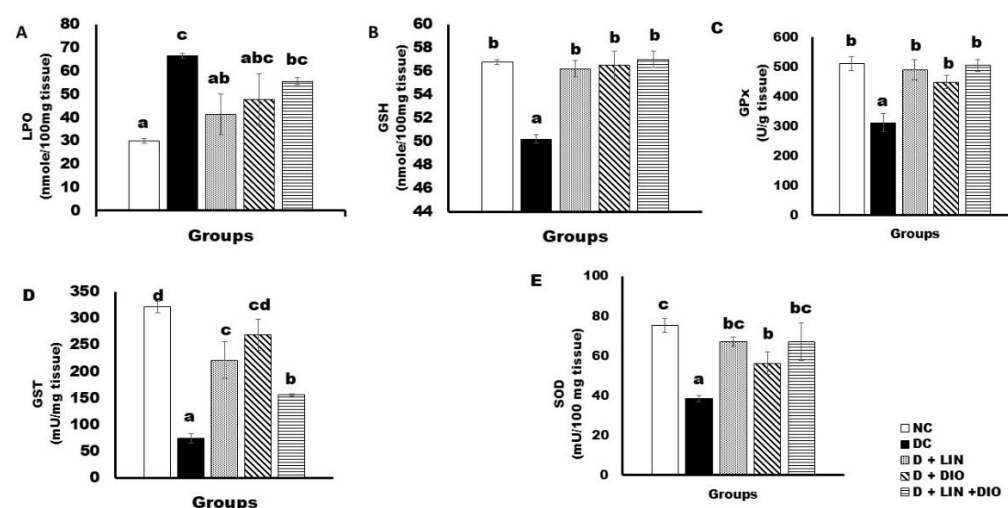 A
LPO
(nmole/100mg tissue)
80
70
60
50
40
30
20
10
0
a
c
ab
abc
bc
Groups
B
GSH
(nmole/100mg tissue)
60
58
56
54
52
50
48
46
44
b
a
b
b
b
Groups
C
GPx
(U/g tissue)
600
500
400
300
200
100
0
b
a
b
b
b
Groups
D
GST
(mU/mg tissue)
350
300
250
200
150
100
50
0
d
a
c
cd
b
Groups
E
SOD
(mU/100 mg tissue)
100
80
60
40
20
0
c
a
bc
b
bc
Groups
NC
DC
D + LIN
D + DIO
D + LIN +DIO